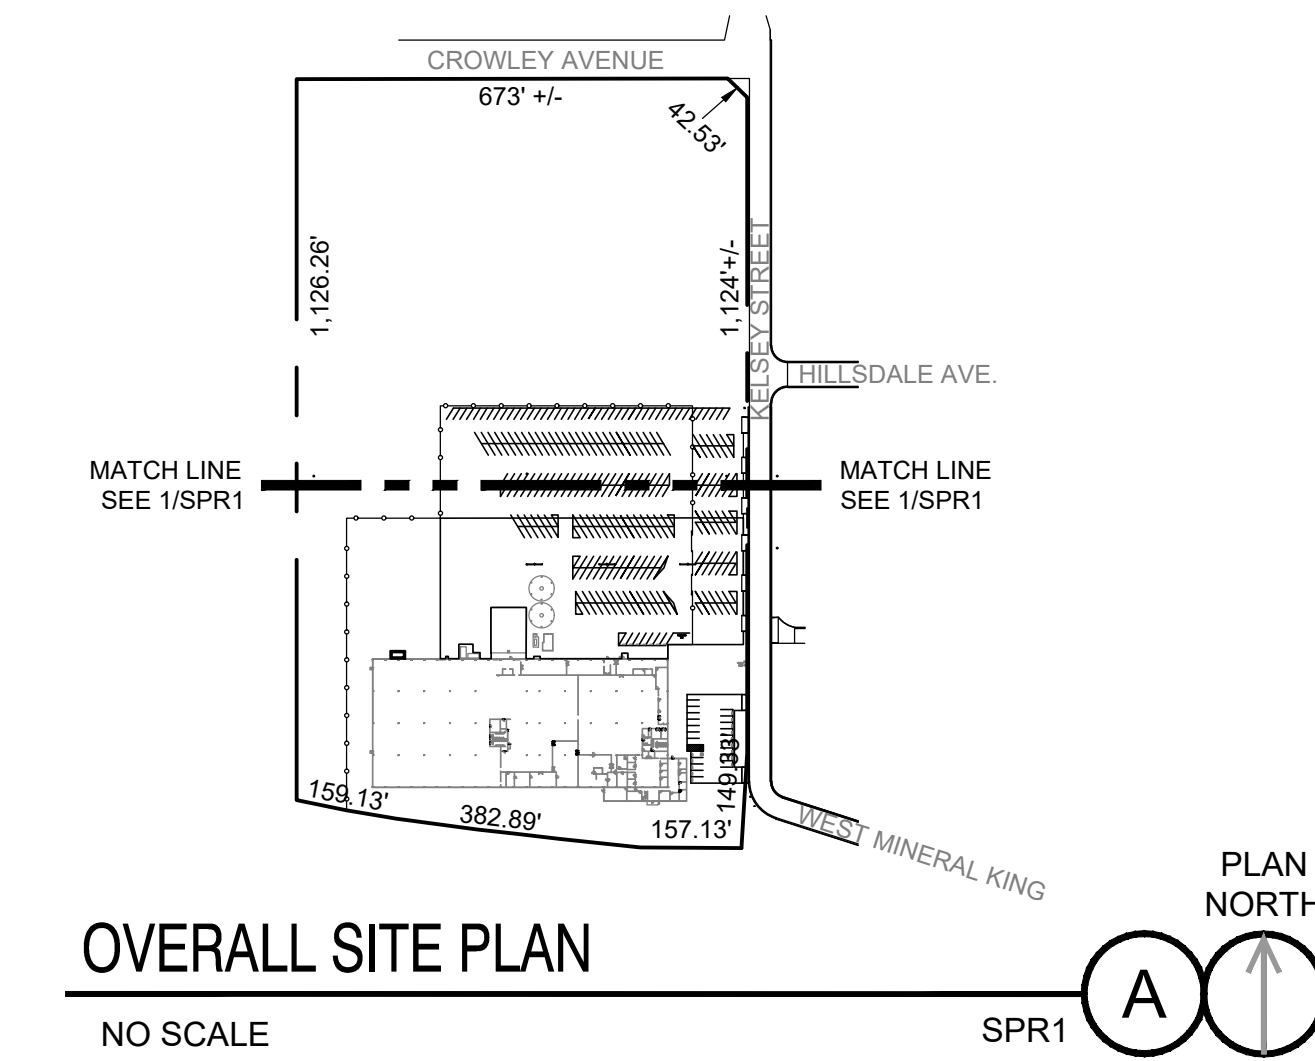 CROWLEY AVENUE
673' +/-
42.53'
1,126.26'
1,124'+/-
KELSEY STREET
HILLSDALE AVE.
MATCH LINE
SEE 1/SPR1
MATCH LINE
SEE 1/SPR1
159.13'
382.89'
157.13'
149.33'
WEST MINERAL KING
PLAN
NORTH
OVERALL SITE PLAN
A
NO SCALE
SPR1